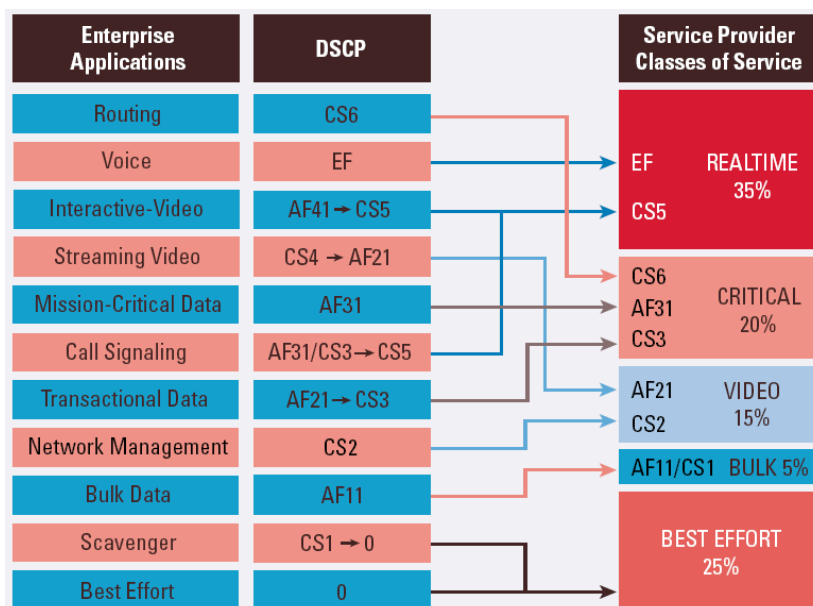 Enterprise
Applications
DSCP
Service Provider
Classes of Service
Routing
CS6
Voice
EF
Interactive-Video
AF41→CS5
Streaming Video
CS4 → AF21
Mission-Critical Data
AF31
Call Signaling
AF31/CS3→CS5
Transactional Data
AF21→CS3
Network Management
CS2
Bulk Data
AF11
Scavenger
CS1 → 0
Best Effort
0
EF
REALTIME
35%
CS5
CS6
AF31
CS3
CRITICAL
20%
AF21
CS2
VIDEO
15%
AF11/CS1 BULK 5%
BEST EFFORT
25%